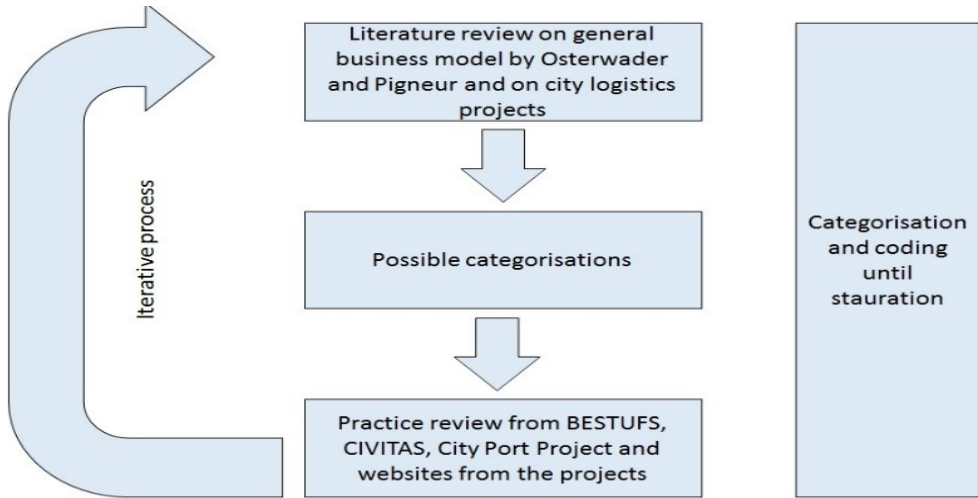 Literature review on general
business model by Osterwader
and Pigneur and on city logistics
projects
Iterative process
Possible categorisations
Categorisation
and coding
until
stauration
Practice review from BESTUFS,
CIVITAS, City Port Project and
websites from the projects